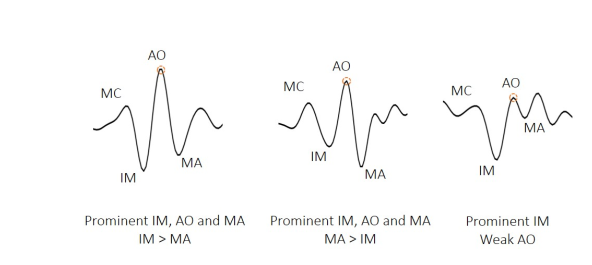 AO
MC
IM
MA
AO
MC
IM
MA
AO
MC
MA
IM
Prominent IM, AO and MA
IM > MA
Prominent IM, AO and MA
MA > IM
Prominent IM
Weak AO